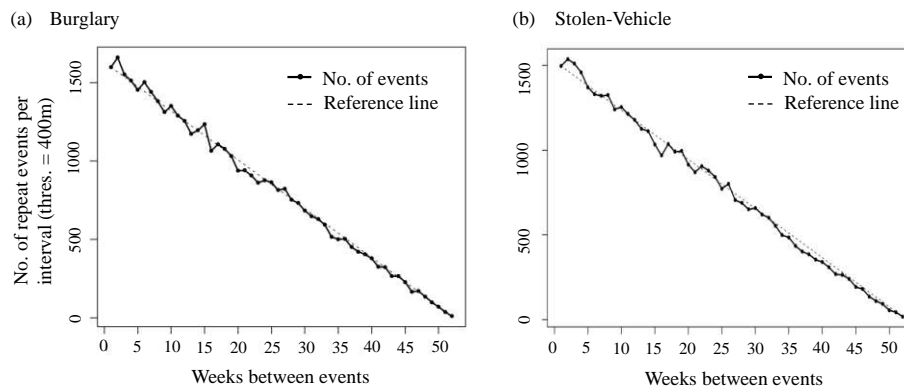 (a) Burglary
No. of repeat events per
interval (thres. = 400m)
1500
1000
500
0
No. of events
Reference line
0 5 10 15 20 25 30 35 40 45 50
Weeks between events
(b) Stolen-Vehicle
1500
1000
500
0
No. of events
Reference line
0 5 10 15 20 25 30 35 40 45 50
Weeks between events